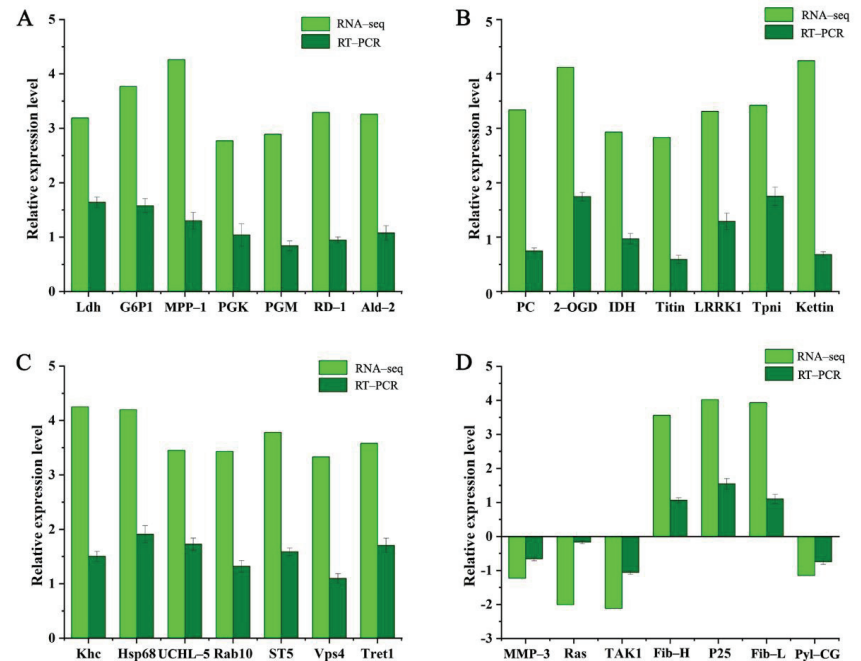 A
RNA–seq
RT–PCR
Relative expression level
5
4
3
2
1
0
Ldh G6P1 MPP–1 PGK PGM RD–1 Ald–2
B
RNA–seq
RT–PCR
Relative expression level
5
4
3
2
1
0
PC 2–OGD IDH Titin LRRK1 Tpni Kettin
C
RNA–seq
RT–PCR
Relative expression level
5
4
3
2
1
0
Khc Hsp68 UCHL–5 Rab10 ST5 Vps4 Tret1
D
RNA–seq
RT–PCR
Relative expression level
5
4
3
2
1
0
-1
-2
-3
MMP–3 Ras TAK1 Fib–H P25 Fib–L Pyl–CG